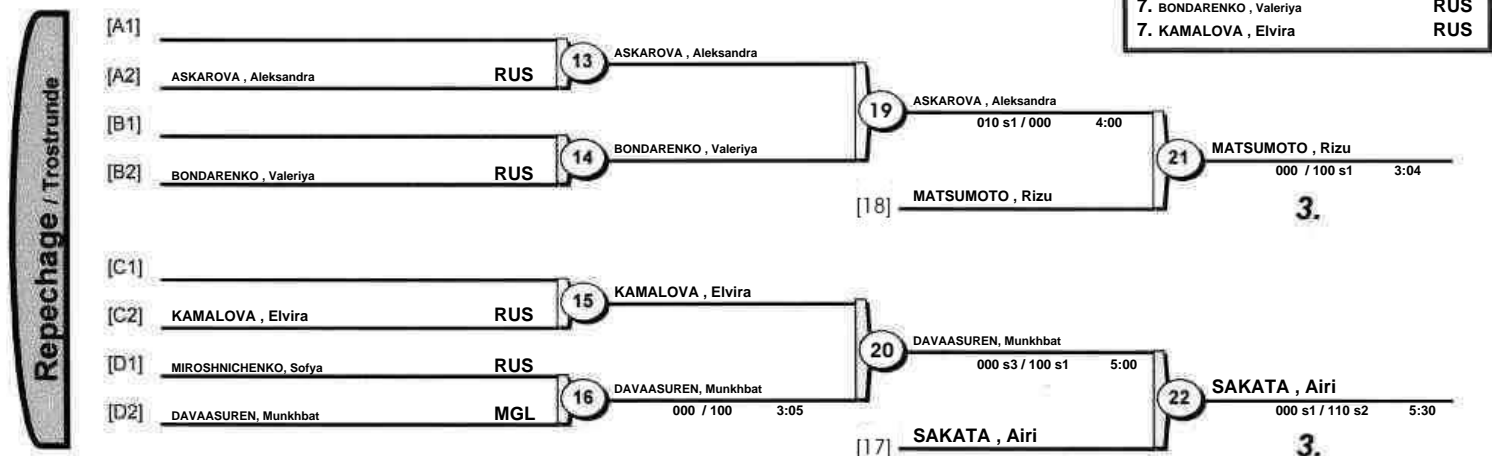 7. BONDARENKO , Valeriya RUS
7. KAMALOVA , Elvira RUS
Repechage / Trostrunde
[A1]
[A2] ASKAROVA , Aleksandra RUS
13 ASKAROVA , Aleksandra
[B1]
[B2] BONDARENKO , Valeriya RUS
14 BONDARENKO , Valeriya
19 ASKAROVA , Aleksandra
010 s1 / 000 4:00
[18] MATSUMOTO , Rizu
21 MATSUMOTO , Rizu
000 / 100 s1 3:04
3.
[C1]
[C2] KAMALOVA , Elvira RUS
15 KAMALOVA , Elvira
[D1] MIROSHNICHENKO, Sofya RUS
[D2] DAVAASUREN, Munkhbat MGL
16 DAVAASUREN, Munkhbat
000 / 100 3:05
20 DAVAASUREN, Munkhbat
000 s3 / 100 s1 5:00
[17] SAKATA , Airi
22 SAKATA , Airi
000 s1 / 110 s2 5:30
3.